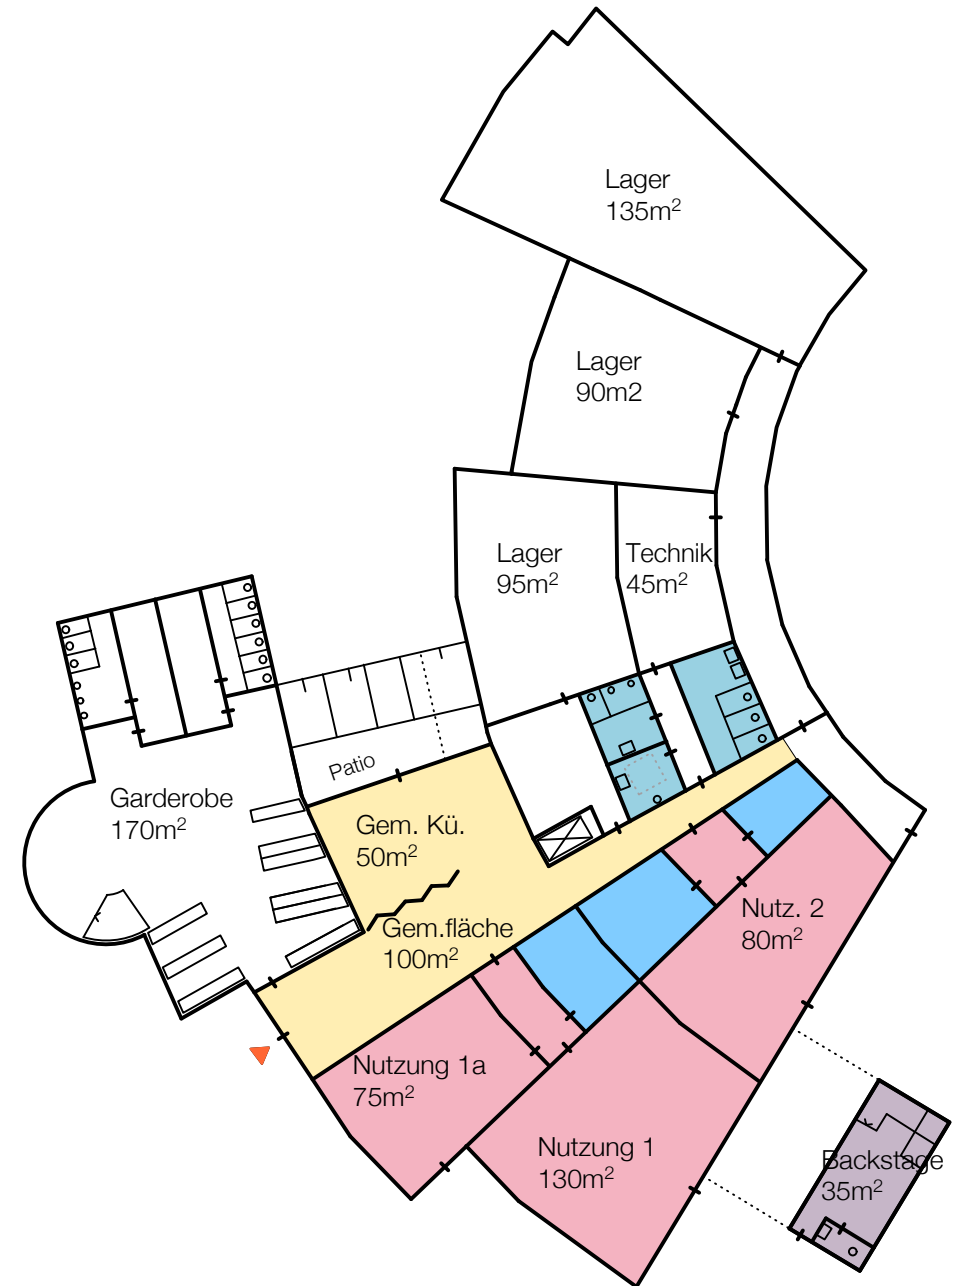 Lager
135m²
Lager
90m2
Lager
95m²
Technik
45m²
Patio
Garderobe
170m²
Gem. Kü.
50m²
Gem.fläche
100m²
Nutz. 2
80m²
Nutzung 1a
75m²
Nutzung 1
130m²
Backstage
35m²